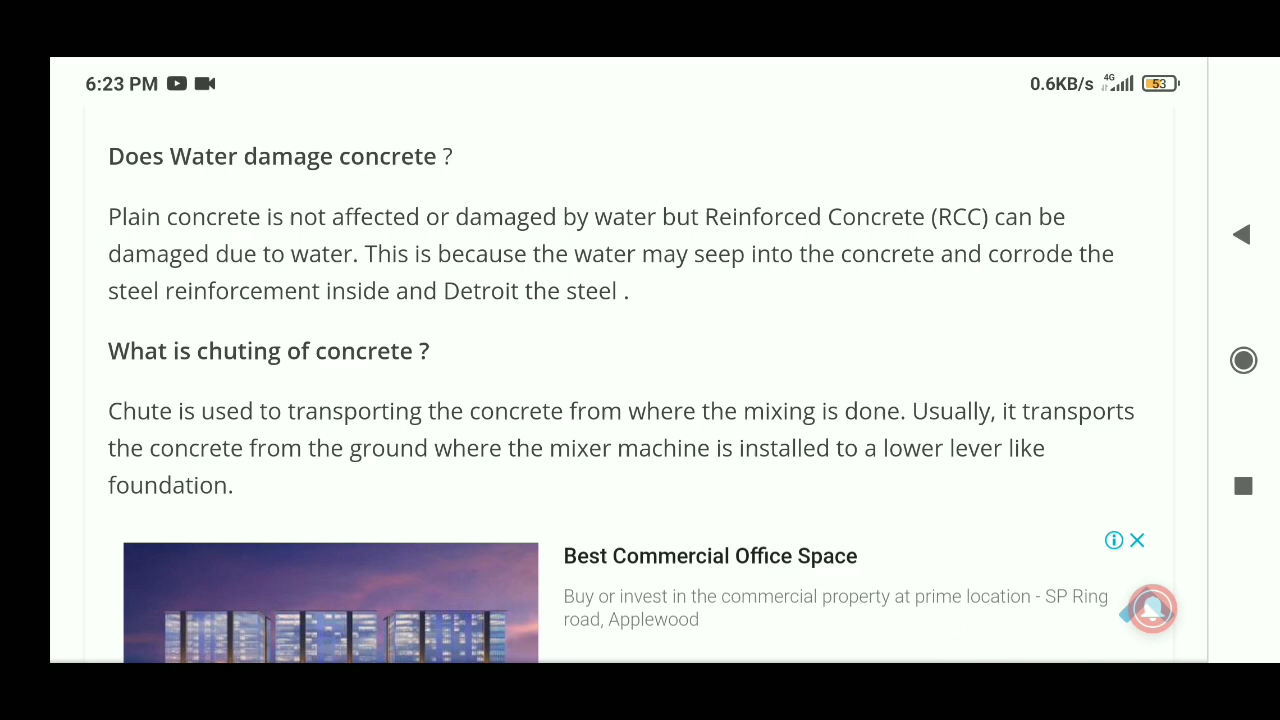 6:23 PM
0.6KB/s 4G 53
Does Water damage concrete ?
Plain concrete is not affected or damaged by water but Reinforced Concrete (RCC) can be
damaged due to water. This is because the water may seep into the concrete and corrode the
steel reinforcement inside and Detroit the steel .
What is chuting of concrete ?
Chute is used to transporting the concrete from where the mixing is done. Usually, it transports
the concrete from the ground where the mixer machine is installed to a lower lever like
foundation.
Best Commercial Office Space
Buy or invest in the commercial property at prime location - SP Ring
road, Applewood